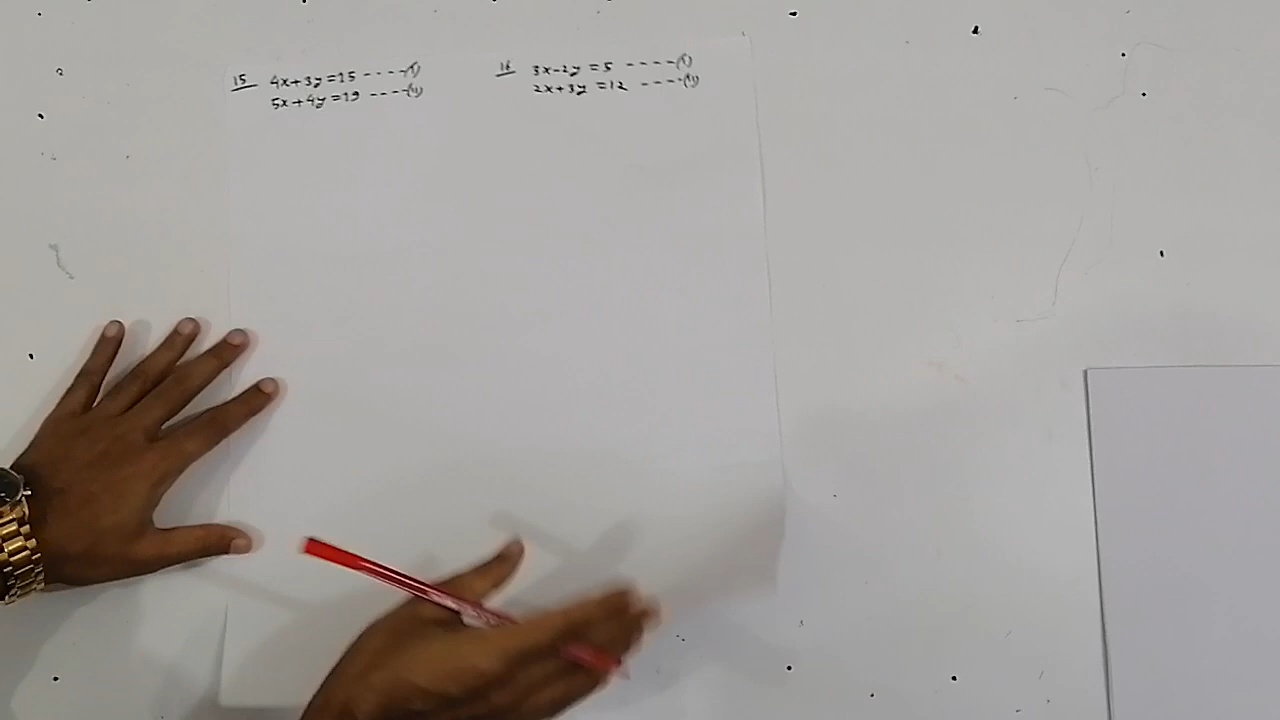 15 4x+3y=15 ----(i)
5x+4y=19 ----(ii)
16 3x-2y=5 ----(i)
2x+3y=12 ----(ii)